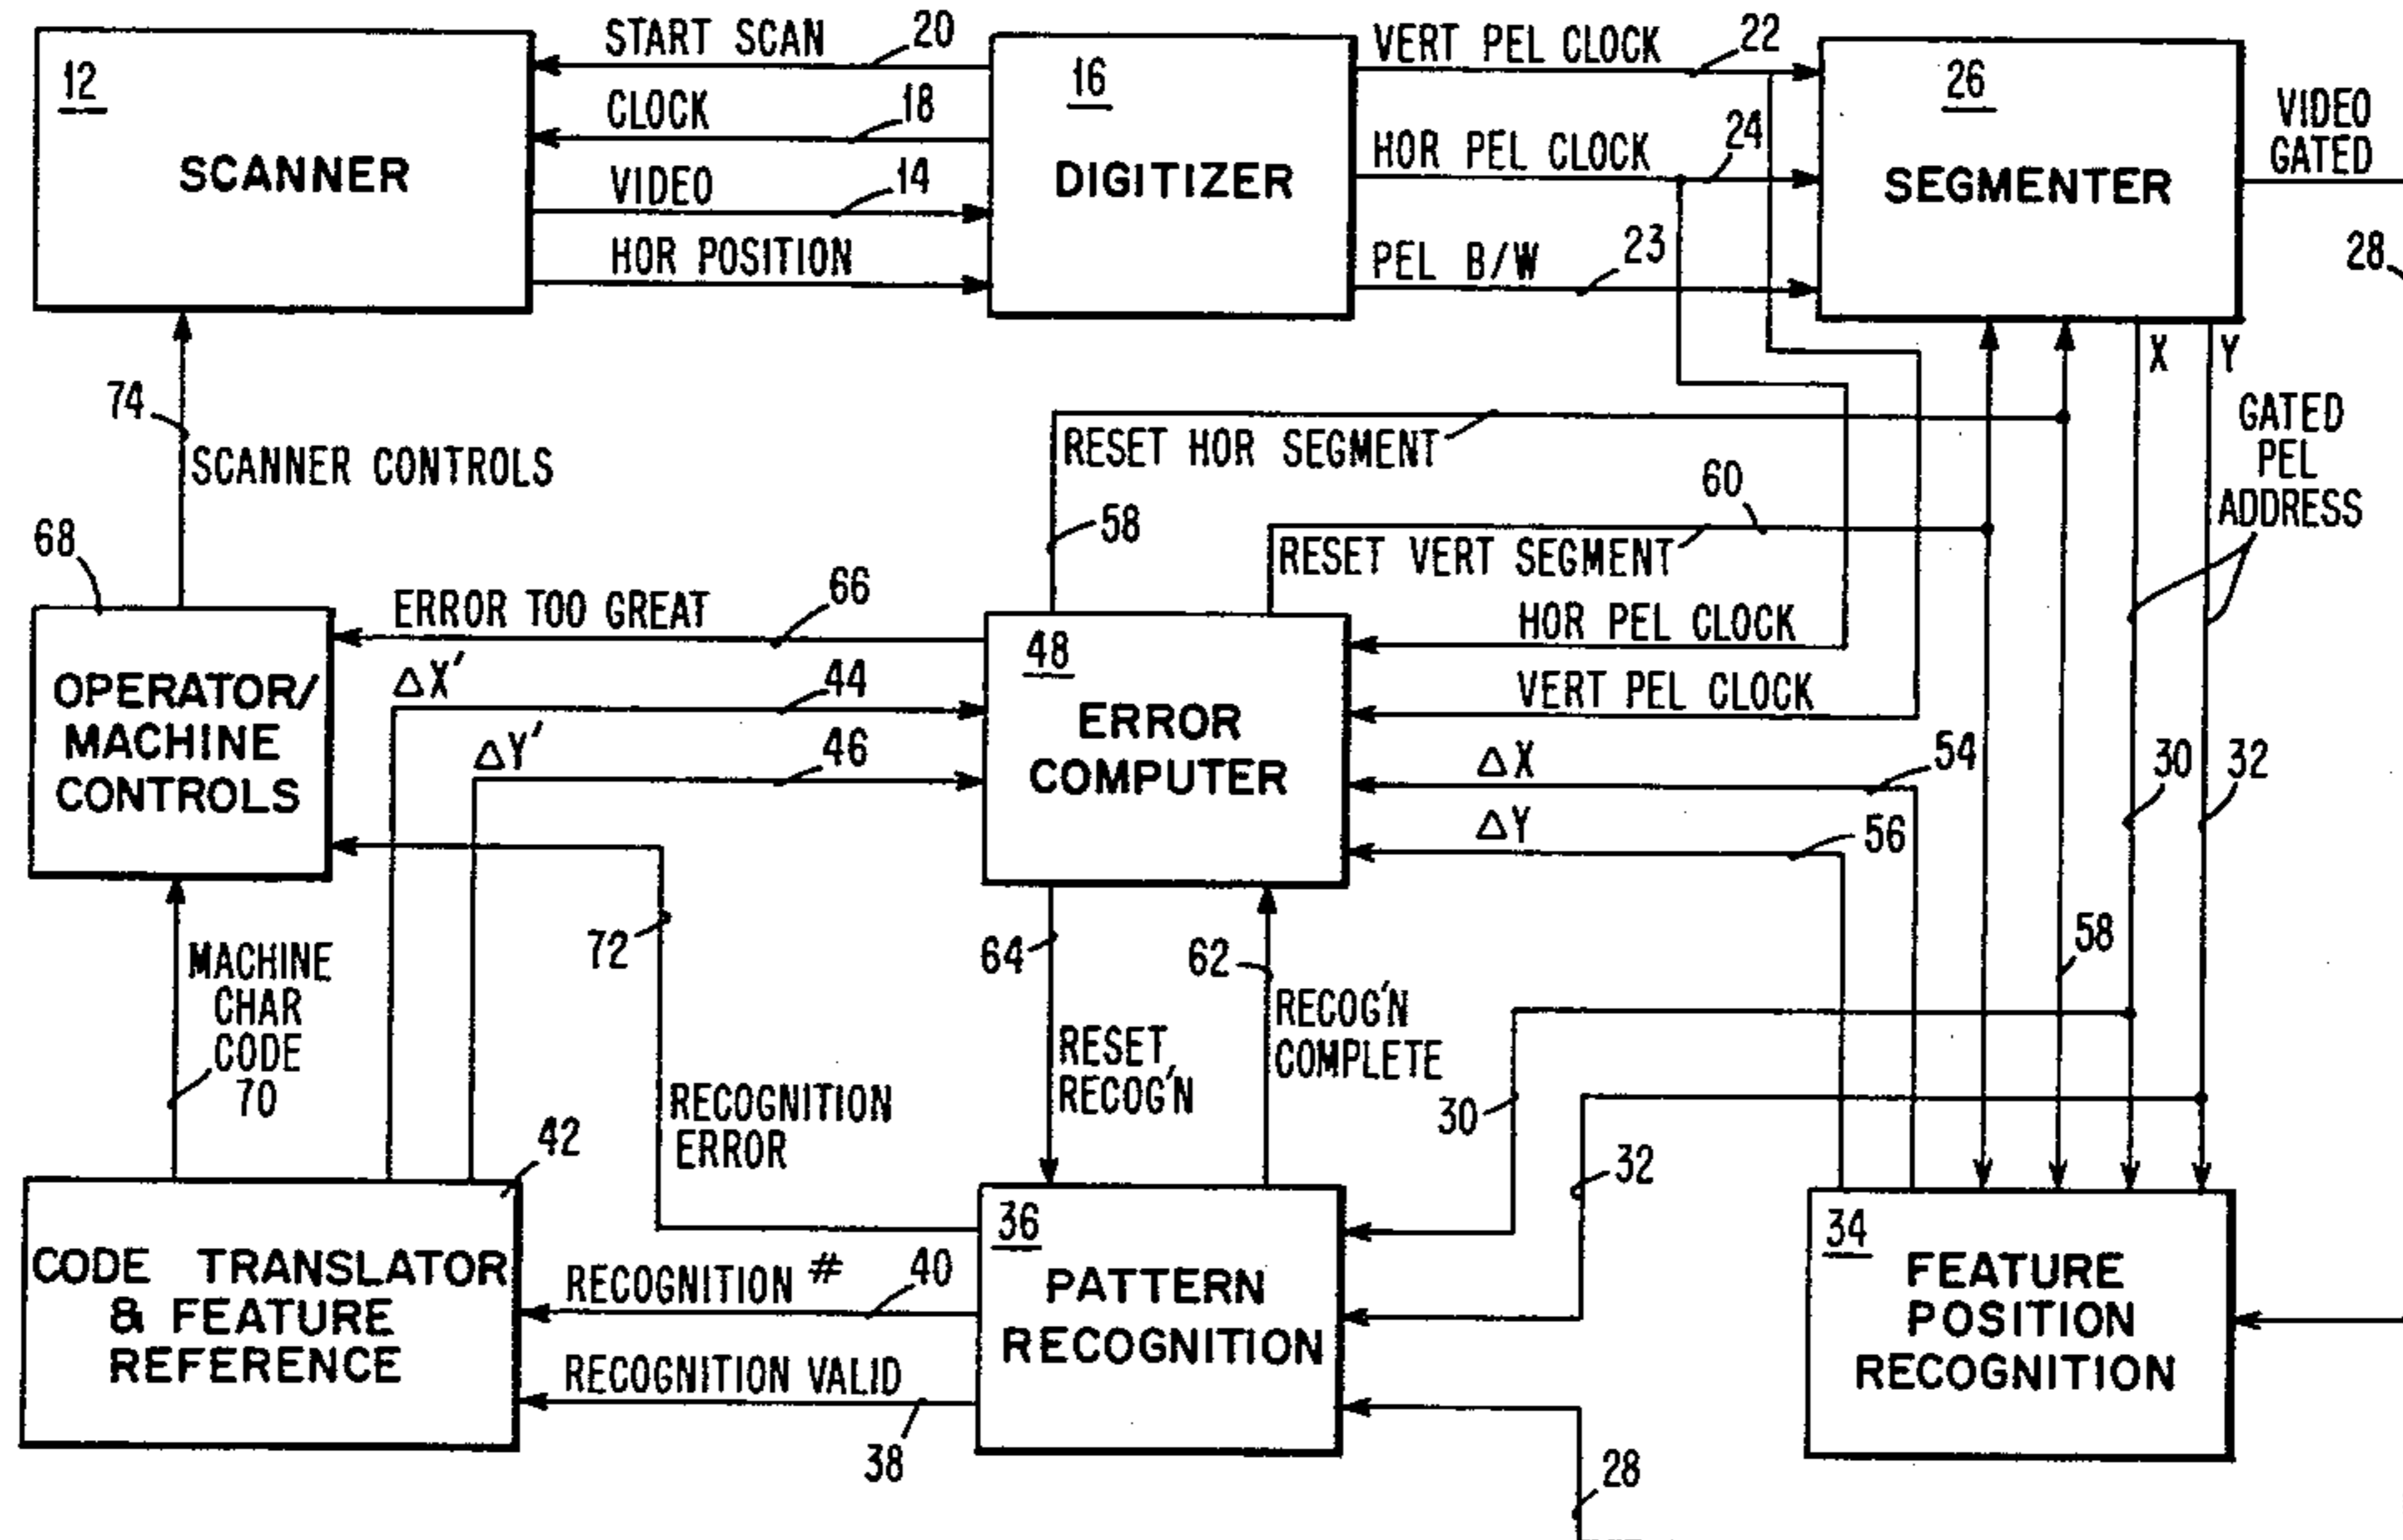 START SCAN
20
CLOCK
18
VIDEO
14
HOR POSITION
12
SCANNER
16
DIGITIZER
VERT PEL CLOCK
22
HOR PEL CLOCK
24
PEL B/W
23
26
SEGMENTER
VIDEO
GATED
28
X
Y
GATED
PEL
ADDRESS
74
SCANNER CONTROLS
RESET HOR SEGMENT
58
60
RESET VERT SEGMENT
68
OPERATOR/
MACHINE
CONTROLS
ERROR TOO GREAT
66
ΔX'
44
ΔY'
46
48
ERROR
COMPUTER
HOR PEL CLOCK
VERT PEL CLOCK
ΔX
54
ΔY
56
30
32
58
MACHINE
CHAR
CODE
70
72
RECOGNITION
ERROR
64
RESET
RECOG'N
62
RECOG'N
COMPLETE
30
32
42
CODE TRANSLATOR
& FEATURE
REFERENCE
RECOGNITION #
40
RECOGNITION VALID
38
36
PATTERN
RECOGNITION
28
34
FEATURE
POSITION
RECOGNITION